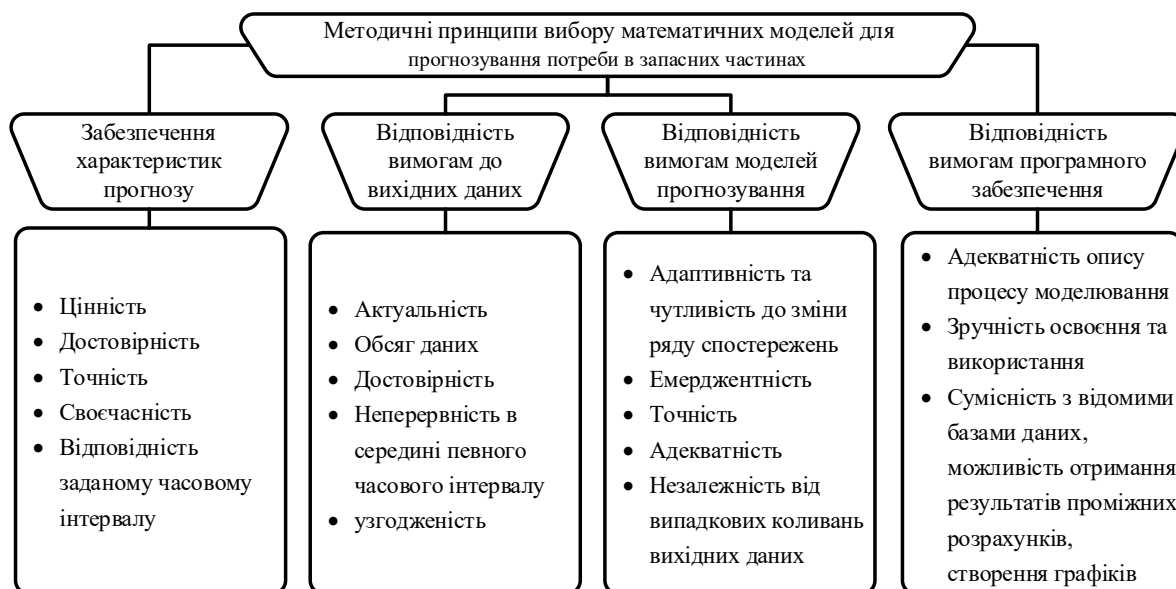 Методичні принципи вибору математичних моделей для
прогнозування потреби в запасних частинах
Забезпечення
характеристик
прогнозу
Відповідність
вимогам до
вихідних даних
Відповідність
вимогам моделей
прогнозування
Відповідність
вимогам програмного
забезпечення
• Цінність
• Достовірність
• Точність
• Своєчасність
• Відповідність
заданому часовому
інтервалу
• Актуальність
• Обсяг даних
• Достовірність
• Неперервність в
середині певного
часового інтервалу
• узгодженість
• Адаптивність та
чутливість до зміни
ряду спостережень
• Емерджентність
• Точність
• Адекватність
• Незалежність від
випадкових коливань
вихідних даних
• Адекватність опису
процесу моделювання
• Зручність освоєння та
використання
• Сумісність з відомими
базами даних,
можливість отримання
результатів проміжних
розрахунків,
створення графіків